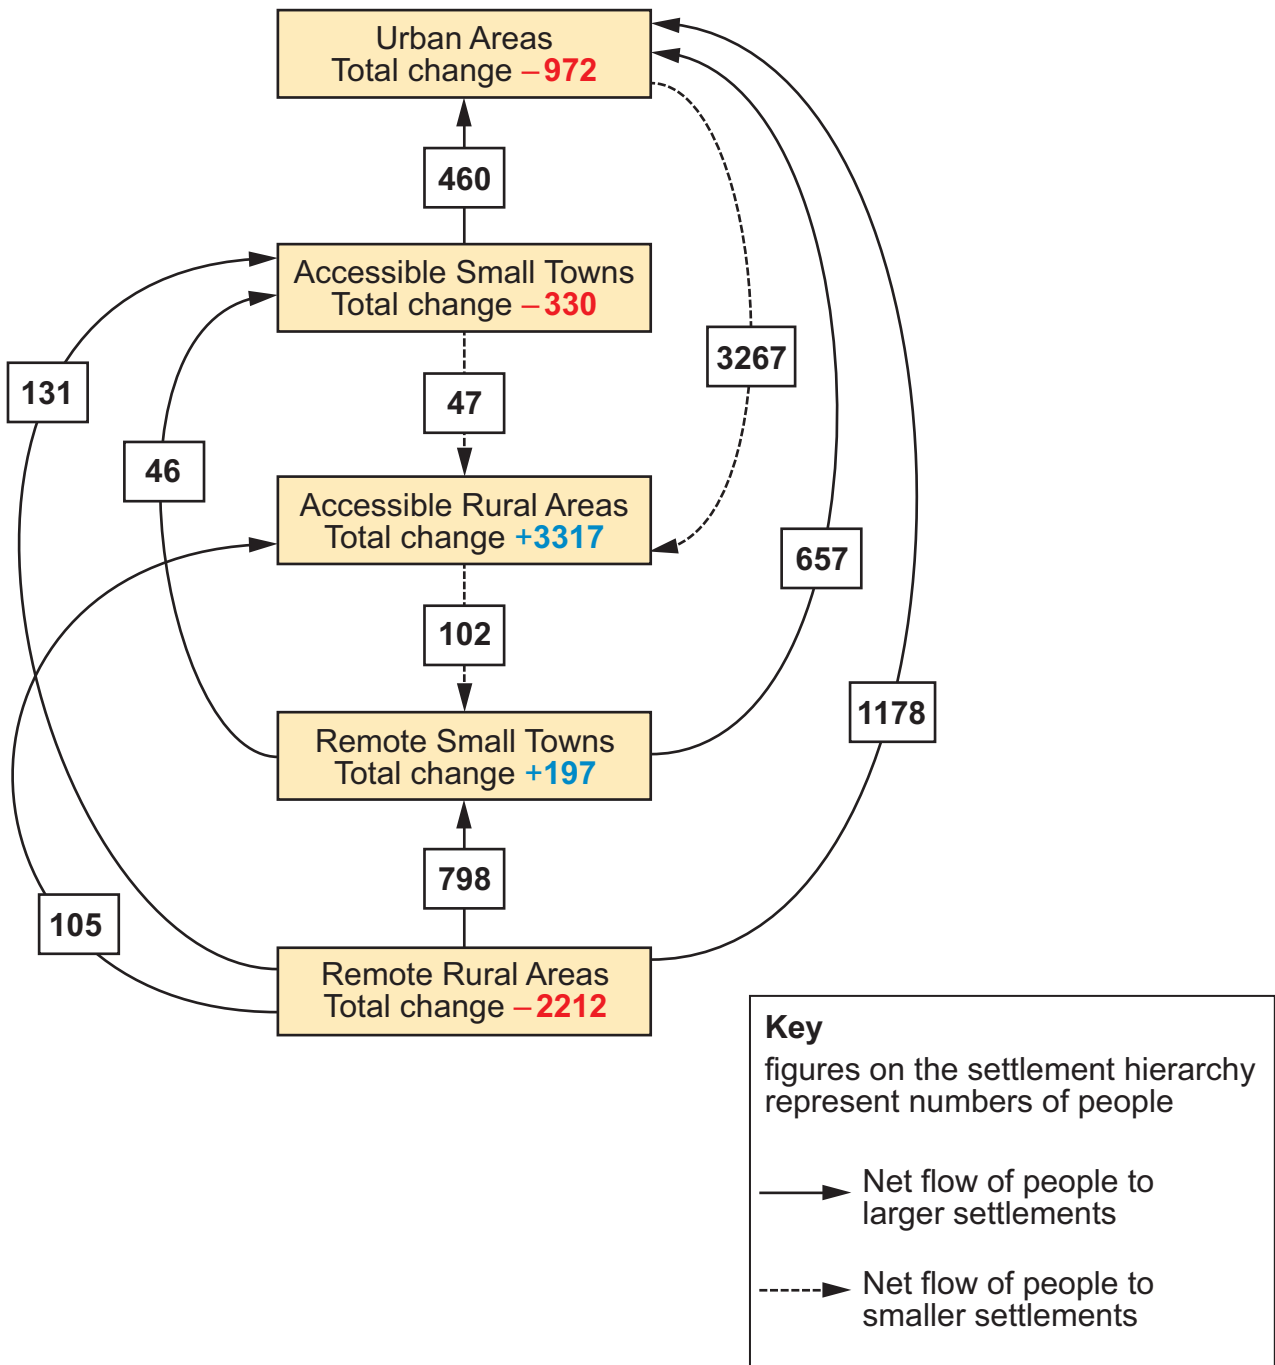 Urban Areas
Total change –972
460
Accessible Small Towns
Total change –330
131
3267
47
46
Accessible Rural Areas
Total change +3317
657
102
1178
Remote Small Towns
Total change +197
798
105
Remote Rural Areas
Total change –2212
Key
figures on the settlement hierarchy
represent numbers of people
Net flow of people to
larger settlements
Net flow of people to
smaller settlements